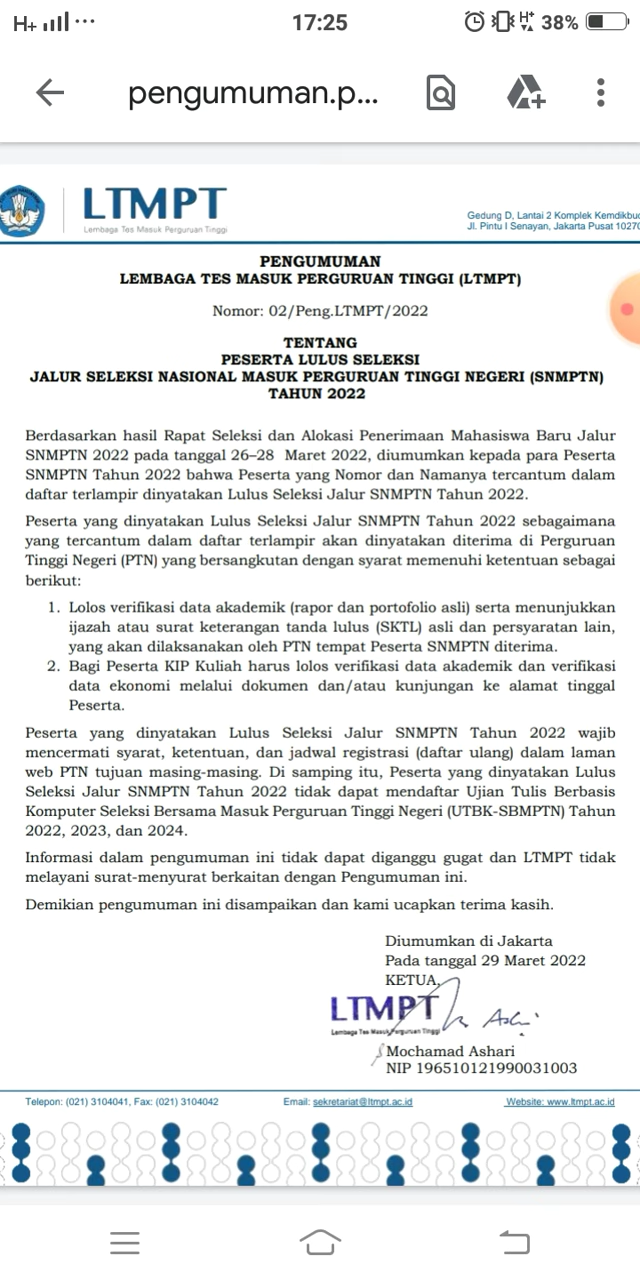 H+ ... 17:25 H+ 38%
pengumuman.p...
LTMPT
Lembaga Tes Masuk Perguruan Tinggi
Gedung D, Lantai 2 Komplek Kemdikbud
Jl. Pintu I Senayan, Jakarta Pusat 10270
PENGUMUMAN
LEMBAGA TES MASUK PERGURUAN TINGGI (LTMPT)
Nomor: 02/Peng.LTMPT/2022
TENTANG
PESERTA LULUS SELEKSI
JALUR SELEKSI NASIONAL MASUK PERGURUAN TINGGI NEGERI (SNMPTN)
TAHUN 2022
Berdasarkan hasil Rapat Seleksi dan Alokasi Penerimaan Mahasiswa Baru Jalur
SNMPTN 2022 pada tanggal 26–28 Maret 2022, diumumkan kepada para Peserta
SNMPTN Tahun 2022 bahwa Peserta yang Nomor dan Namanya tercantum dalam
daftar terlampir dinyatakan Lulus Seleksi Jalur SNMPTN Tahun 2022.
Peserta yang dinyatakan Lulus Seleksi Jalur SNMPTN Tahun 2022 sebagaimana
yang tercantum dalam daftar terlampir akan dinyatakan diterima di Perguruan
Tinggi Negeri (PTN) yang bersangkutan dengan syarat memenuhi ketentuan sebagai
berikut:
1. Lolos verifikasi data akademik (rapor dan portofolio asli) serta menunjukkan
ijazah atau surat keterangan tanda lulus (SKTL) asli dan persyaratan lain,
yang akan dilaksanakan oleh PTN tempat Peserta SNMPTN diterima.
2. Bagi Peserta KIP Kuliah harus lolos verifikasi data akademik dan verifikasi
data ekonomi melalui dokumen dan/atau kunjungan ke alamat tinggal
Peserta.
Peserta yang dinyatakan Lulus Seleksi Jalur SNMPTN Tahun 2022 wajib
mencermati syarat, ketentuan, dan jadwal registrasi (daftar ulang) dalam laman
web PTN tujuan masing-masing. Di samping itu, Peserta yang dinyatakan Lulus
Seleksi Jalur SNMPTN Tahun 2022 tidak dapat mendaftar Ujian Tulis Berbasis
Komputer Seleksi Bersama Masuk Perguruan Tinggi Negeri (UTBK-SBMPTN) Tahun
2022, 2023, dan 2024.
Informasi dalam pengumuman ini tidak dapat diganggu gugat dan LTMPT tidak
melayani surat-menyurat berkaitan dengan Pengumuman ini.
Demikian pengumuman ini disampaikan dan kami ucapkan terima kasih.
Diumumkan di Jakarta
Pada tanggal 29 Maret 2022
KETUA,
LTMPT
Lembaga Tes Masuk Perguruan Tinggi
Mochamad Ashari
NIP 196510121990031003
Telepon: (021) 3104041, Fax: (021) 3104042 Email: sekretariat@ltmpt.ac.id Website: www.ltmpt.ac.id